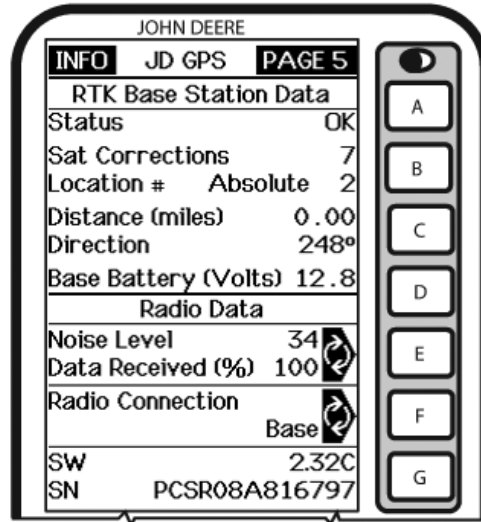 JOHN DEERE
INFO JD GPS PAGE 5
RTK Base Station Data
Status OK
Sat Corrections 7
Location # Absolute 2
Distance (miles) 0.00
Direction 248°
Base Battery (Volts) 12.8
Radio Data
Noise Level 34
Data Received (%) 100
Radio Connection
Base
SW 2.32C
SN PCSR08A816797
A
B
C
D
E
F
G